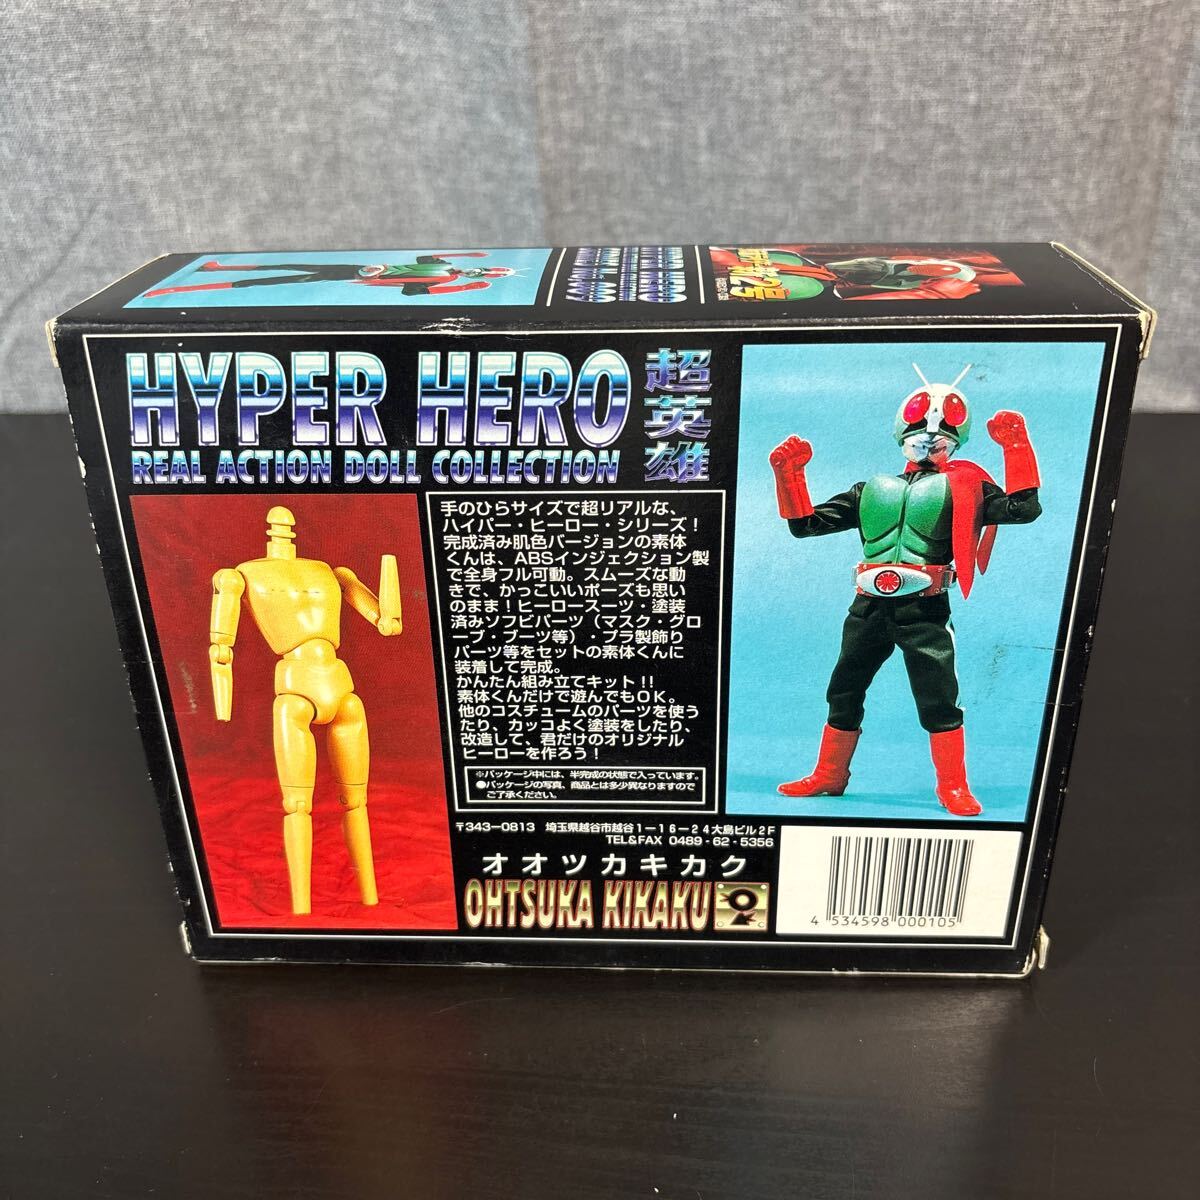 HYPER HERO
REAL ACTION DOLL COLLECTION
超英雄
手のひらサイズで超リアルな、
ハイパー・ヒーロー・シリーズ!
完成済み肌色バージョンの素体
くんは、ABSインジェクション製
で全身フル可動。スムーズな動
きで、かっこいいポーズも思い
のまま!ヒーロースーツ・塗装
済みソフビパーツ(マスク・グロ
ーブ・ブーツ等)・プラ製飾り
パーツ等をセットの素体くんに
装着して完成。
かんたん組み立てキット!!
素体くんだけで遊んでもOK。
他のコスチュームのパーツを使う
たり、カッコよく塗装をしたり、
改造して、君だけのオリジナル
ヒーローを作ろう!
※パッケージ中には、半完成の状態で入っています。
●パッケージの写真、商品とは多少異なりますので
ご了承ください。
〒343-0813 埼玉県越谷市越谷1-16-24大島ビル2F
TEL&FAX 0489-62-5356
オオツカキカク
OHTSUKA KIKAKU
4 534598 000105